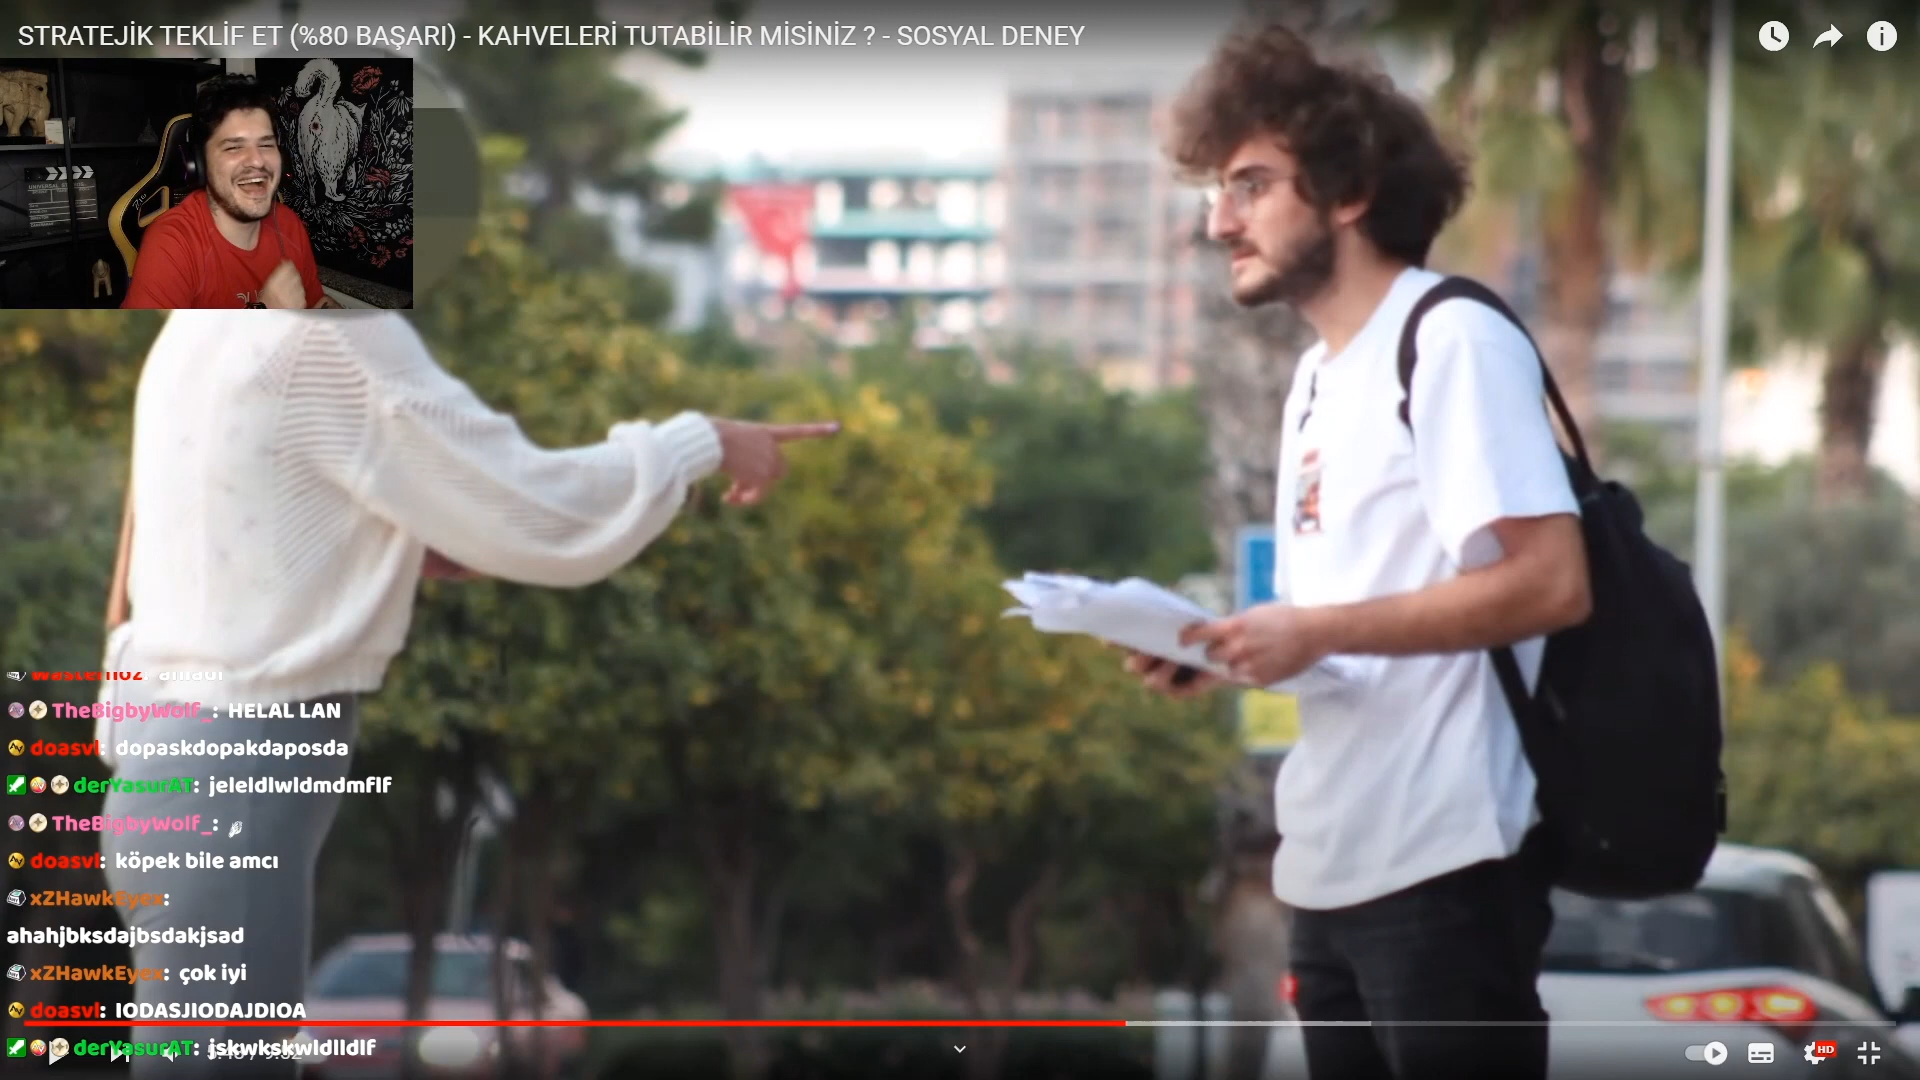 STRATEJİK TEKLİF ET (%80 BAŞARI) - KAHVELERİ TUTABİLİR MİSİNİZ ? - SOSYAL DENEY
TheBigbyWolf_: HELAL LAN
doasvl: dopaskdopakdaposda
derYasurAT: jeleldlwldmdmflf
TheBigbyWolf_:
doasvl: köpek bile amcı
xZHawkEyex:
ahahjbksdajbsdakjsad
xZHawkEyex: çok iyi
doasvl: IODASJIODAJDIOA
derYasurAT: jskwkskwldlldlf
HD